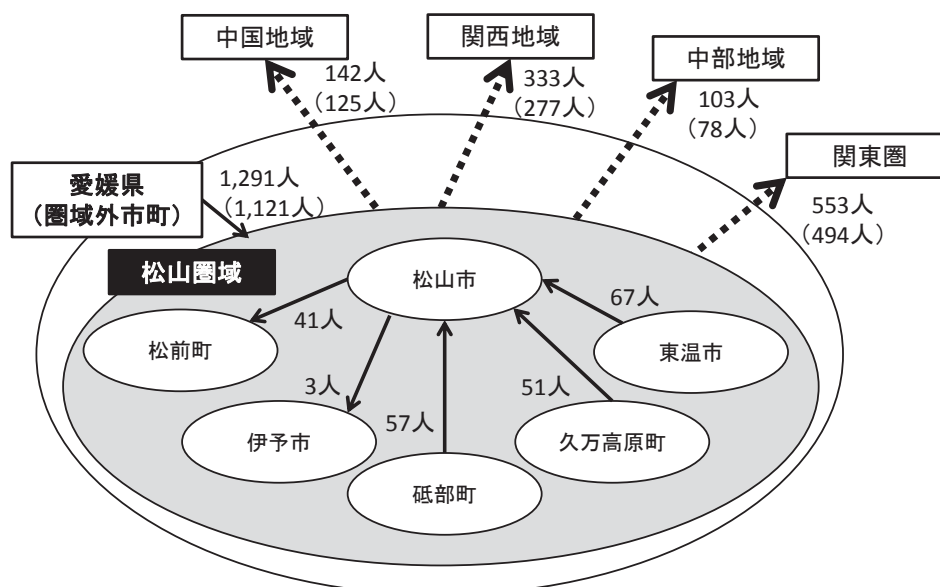 中国地域
関西地域
中部地域
関東圏
142人
(125人)
333人
(277人)
103人
(78人)
553人
(494人)
愛媛県
(圏域外市町)
1,291人
(1,121人)
松山圏域
松山市
41人
67人
松前町
東温市
3人
57人
51人
伊予市
久万高原町
砥部町